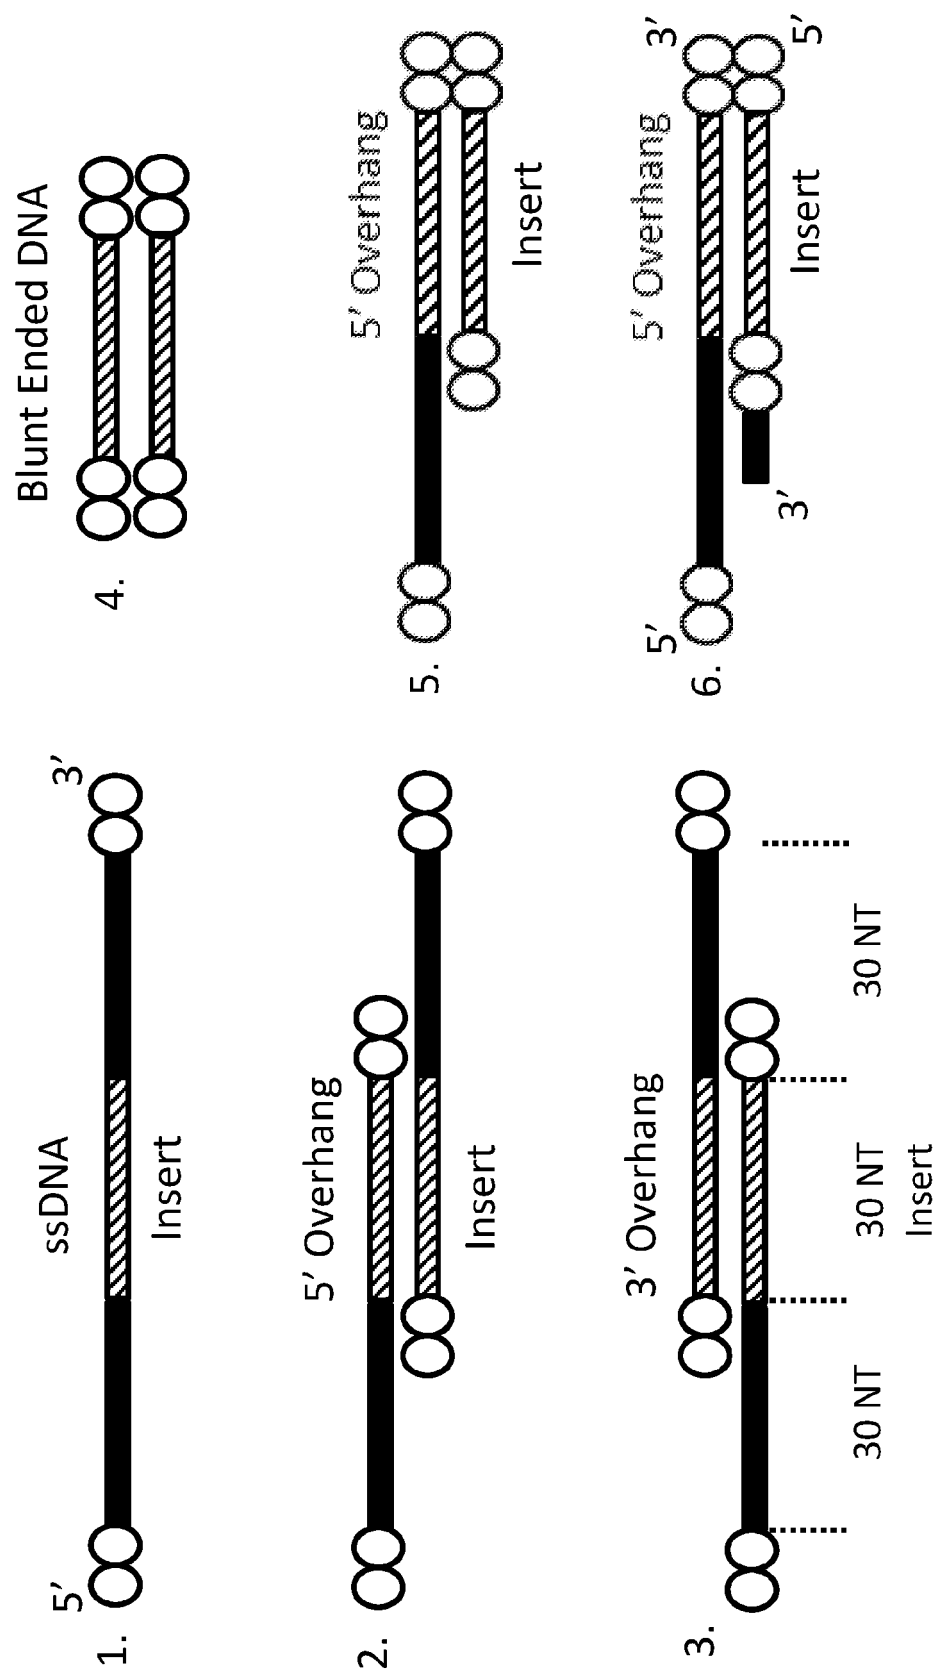 1.
5′
3′
ssDNA
Insert
2.
5′ Overhang
Insert
3.
3′ Overhang
30 NT
30 NT
30 NT
Insert
4.
Blunt Ended DNA
5.
5′ Overhang
Insert
6.
5′
5′ Overhang
3′
3′
Insert
5′